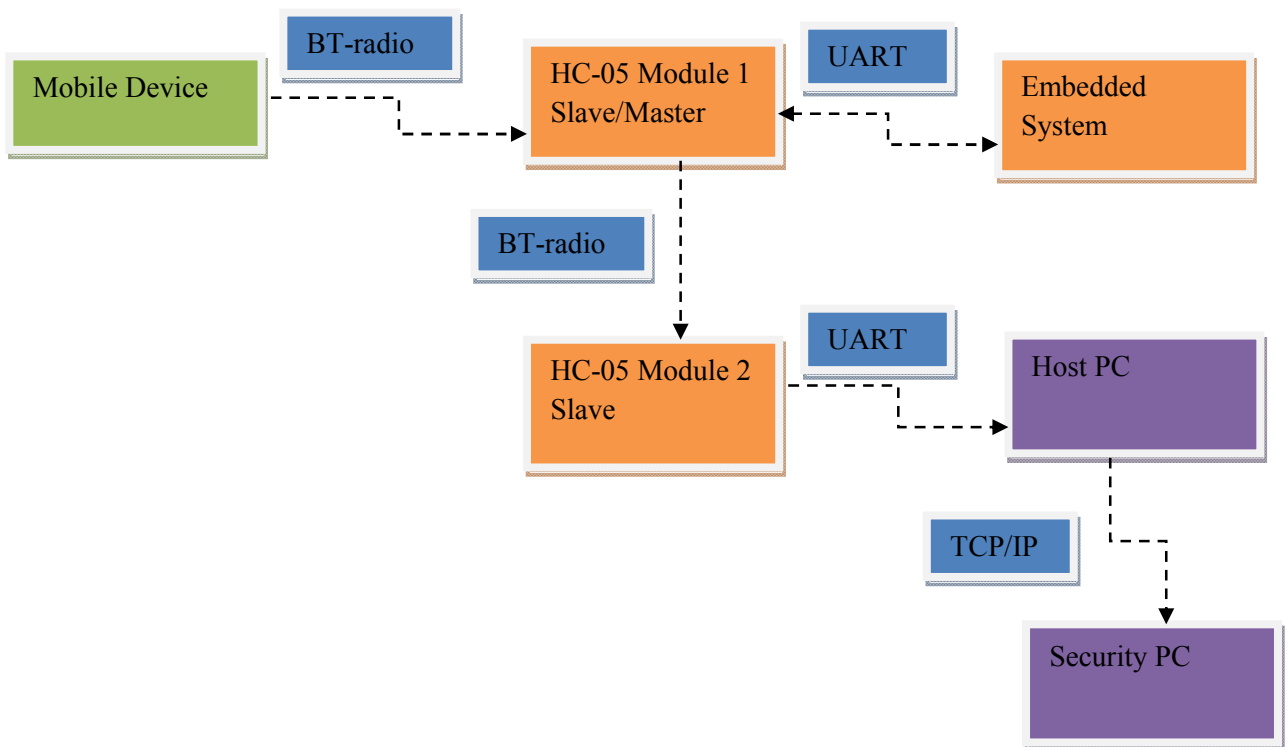 BT-radio
Mobile Device
HC-05 Module 1
Slave/Master
UART
Embedded
System
BT-radio
HC-05 Module 2
Slave
UART
Host PC
TCP/IP
Security PC